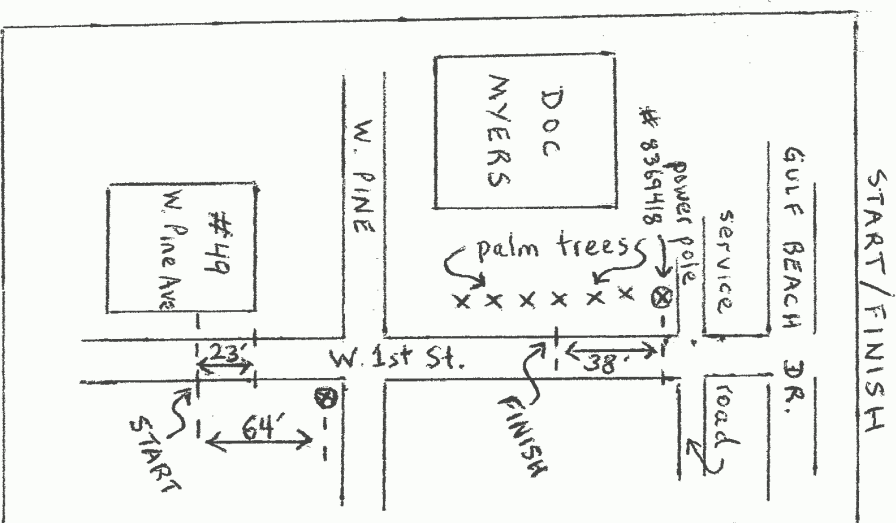 START/FINISH
GULF BEACH DR.
service
road
power pole
# 8369418
DOC
MYERS
palm trees
W. PINE
#49
W. Pine Ave
W. 1st St.
23'
38'
64'
START
FINISH